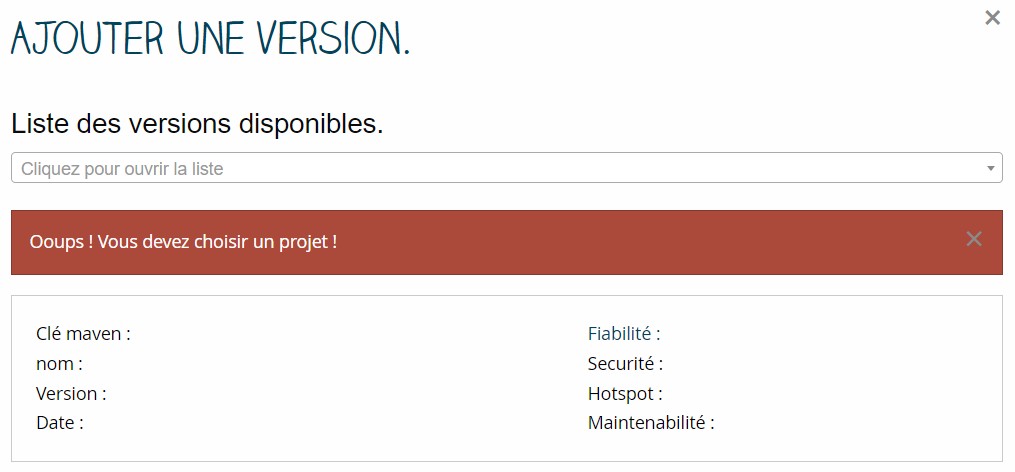 AJOUTER UNE VERSION.
Liste des versions disponibles.
Cliquez pour ouvrir la liste
Ooups ! Vous devez choisir un projet !
Clé maven :
nom :
Version :
Date :
Fiabilité :
Securité :
Hotspot :
Maintenabilité :